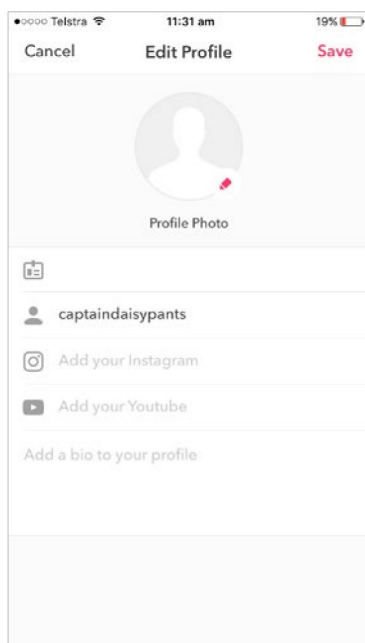 Telstra 11:31 am 19%
Cancel Edit Profile Save
Profile Photo
captaindaisypants
Add your Instagram
Add your Youtube
Add a bio to your profile